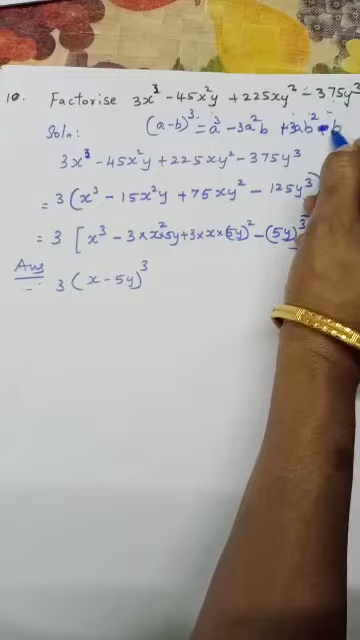 10. Factorise 3x³ - 45x²y + 225xy² - 375y³
Soln: (a-b)³ = a³ - 3a²b + 3ab² - b
3x³ - 45x²y + 225xy² - 375y³
= 3 (x³ - 15x²y + 75xy² - 125y³)
= 3 [x³ - 3×x²×5y + 3×x×(5y)² - (5y)³
Ans 3 (x - 5y)³